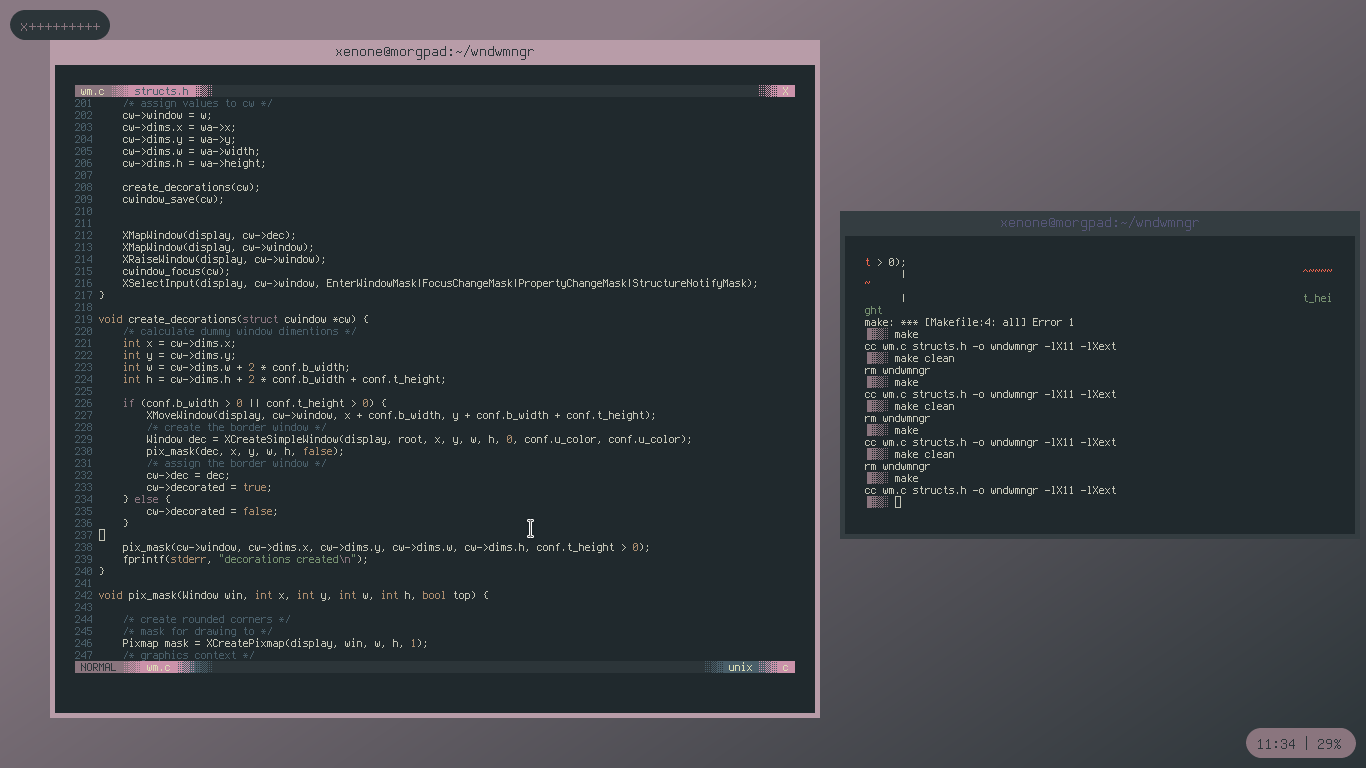 x+++++++++
xenone@morgpad:~/wndwmngr
wm.c structs.h X
201 /* assign values to cw */
202 cw->window = w;
203 cw->dims.x = wa->x;
204 cw->dims.y = wa->y;
205 cw->dims.w = wa->width;
206 cw->dims.h = wa->height;
207
208 create_decorations(cw);
209 cwindow_save(cw);
210
211
212 XMapWindow(display, cw->dec);
213 XMapWindow(display, cw->window);
214 XRaiseWindow(display, cw->window);
215 cwindow_focus(cw);
216 XSelectInput(display, cw->window, EnterWindowMask|FocusChangeMask|PropertyChangeMask|StructureNotifyMask);
217 }
218
219 void create_decorations(struct cwindow *cw) {
220 /* calculate dummy window dimentions */
221 int x = cw->dims.x;
222 int y = cw->dims.y;
223 int w = cw->dims.w + 2 * conf.b_width;
224 int h = cw->dims.h + 2 * conf.b_width + conf.t_height;
225
226 if (conf.b_width > 0 || conf.t_height > 0) {
227 XMoveWindow(display, cw->window, x + conf.b_width, y + conf.b_width + conf.t_height);
228 /* create the border window */
229 Window dec = XCreateSimpleWindow(display, root, x, y, w, h, 0, conf.u_color, conf.u_color);
230 pix_mask(dec, x, y, w, h, false);
231 /* assign the border window */
232 cw->dec = dec;
233 cw->decorated = true;
234 } else {
235 cw->decorated = false;
236 }
237
238 pix_mask(cw->window, cw->dims.x, cw->dims.y, cw->dims.w, cw->dims.h, conf.t_height > 0);
239 fprintf(stderr, "decorations created\n");
240 }
241
242 void pix_mask(Window win, int x, int y, int w, int h, bool top) {
243
244 /* create rounded corners */
245 /* mask for drawing to */
246 Pixmap mask = XCreatePixmap(display, win, w, h, 1);
247 /* graphics context */
NORMAL wm.c unix c
xenone@morgpad:~/wndwmngr
t > 0);
| ^~~~~
~
| t_hei
ght
make: *** [Makefile:4: all] Error 1
make
cc wm.c structs.h -o wndwmngr -lX11 -lXext
make clean
rm wndwmngr
make
cc wm.c structs.h -o wndwmngr -lX11 -lXext
make clean
rm wndwmngr
make
cc wm.c structs.h -o wndwmngr -lX11 -lXext
make clean
rm wndwmngr
make
cc wm.c structs.h -o wndwmngr -lX11 -lXext
11:34 | 29%